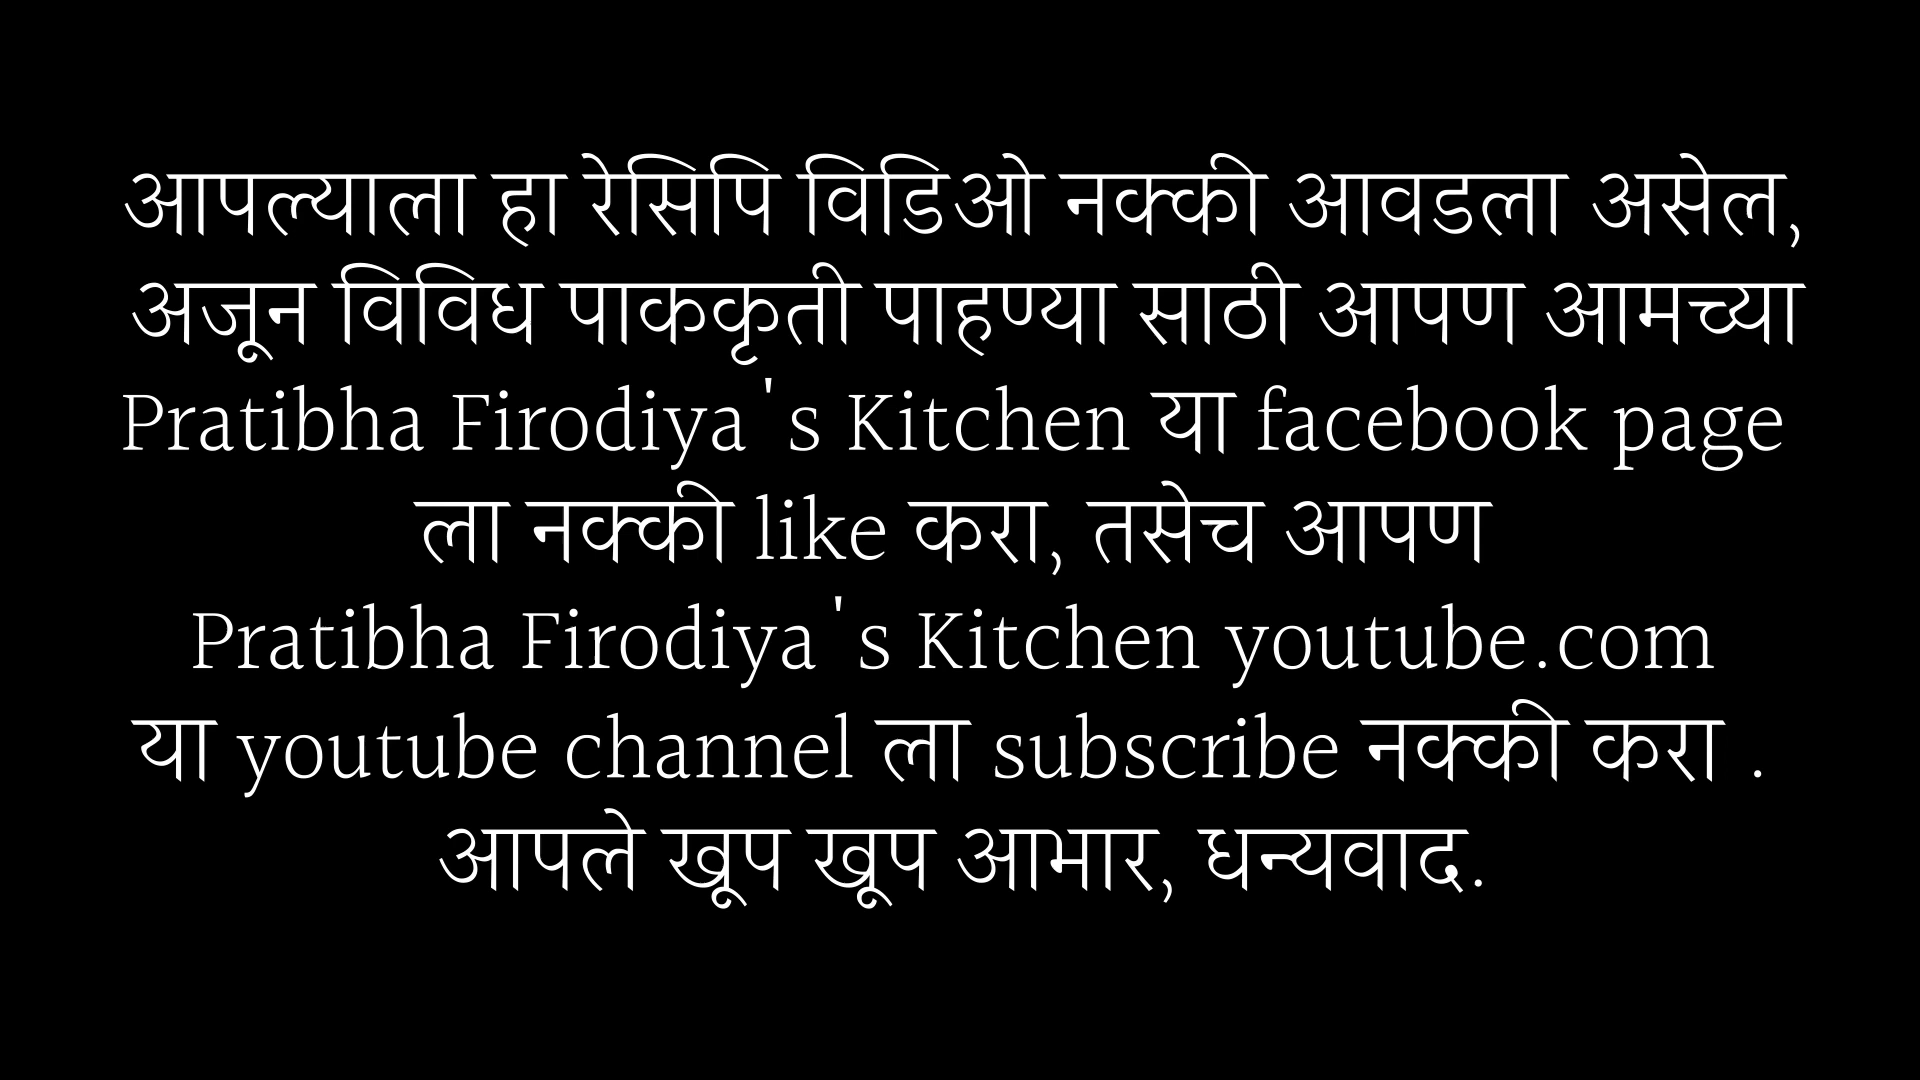 आपल्याला हा रेसिपि विडिओ नक्की आवडला असेल,
अजून विविध पाककृती पाहण्या साठी आपण आमच्या
Pratibha Firodiya's Kitchen या facebook page
ला नक्की like करा, तसेच आपण
Pratibha Firodiya's Kitchen youtube.com
या youtube channel ला subscribe नक्की करा .
आपले खूप खूप आभार, धन्यवाद.